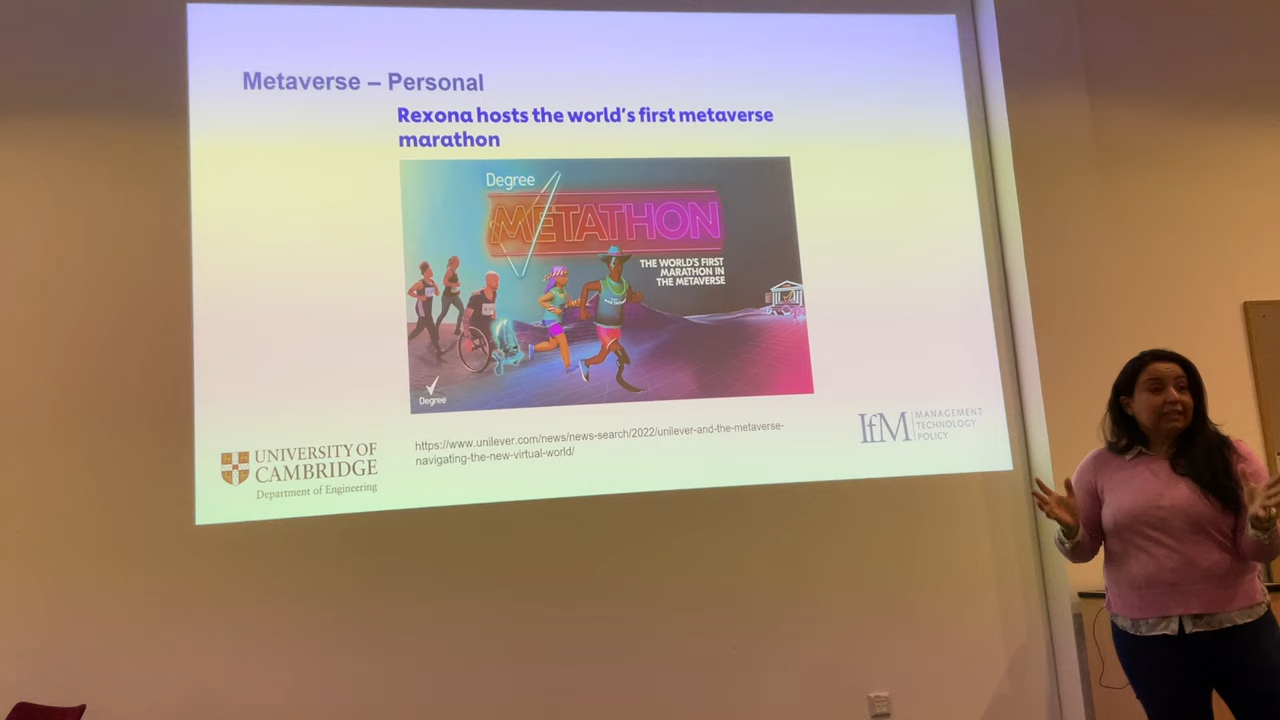 Metaverse – Personal
Rexona hosts the world's first metaverse
marathon
Degree
METATHON
THE WORLD'S FIRST
MARATHON IN
THE METAVERSE
Degree
https://www.unilever.com/news/news-search/2022/unilever-and-the-metaverse-
navigating-the-new-virtual-world/
UNIVERSITY OF
CAMBRIDGE
Department of Engineering
IfM
MANAGEMENT
TECHNOLOGY
POLICY